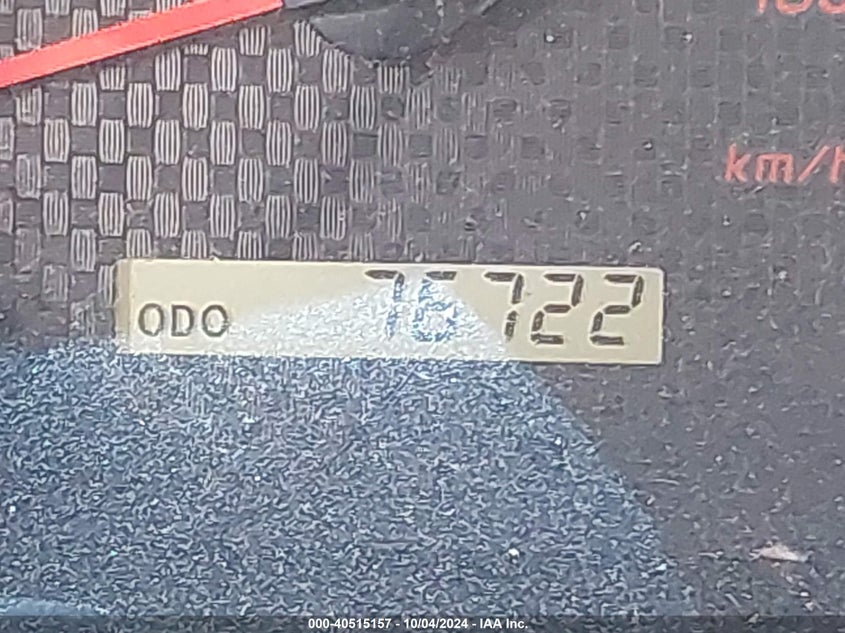 km/h
ODO 76722
000-40515157 - 10/04/2024 - IAA Inc.